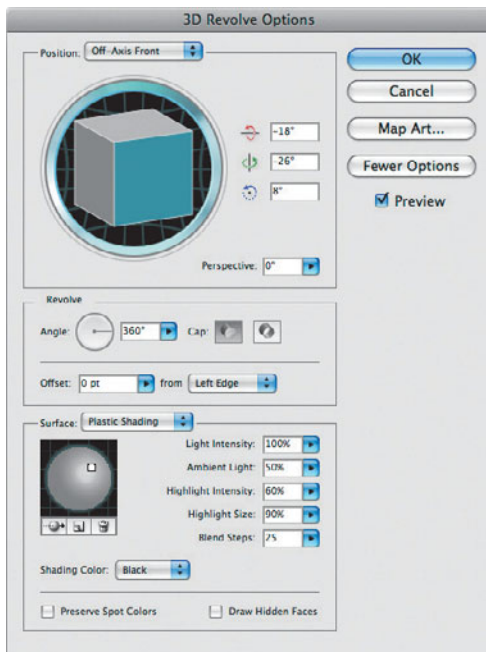 3D Revolve Options
Position: Off-Axis Front
-18°
-26°
8°
Perspective: 0°
OK
Cancel
Map Art...
Fewer Options
Preview
Revolve
Angle: 360° Cap:
Offset: 0 pt from Left Edge
Surface: Plastic Shading
Light Intensity: 100%
Ambient Light: 50%
Highlight Intensity: 60%
Highlight Size: 90%
Blend Steps: 25
Shading Color: Black
Preserve Spot Colors Draw Hidden Faces